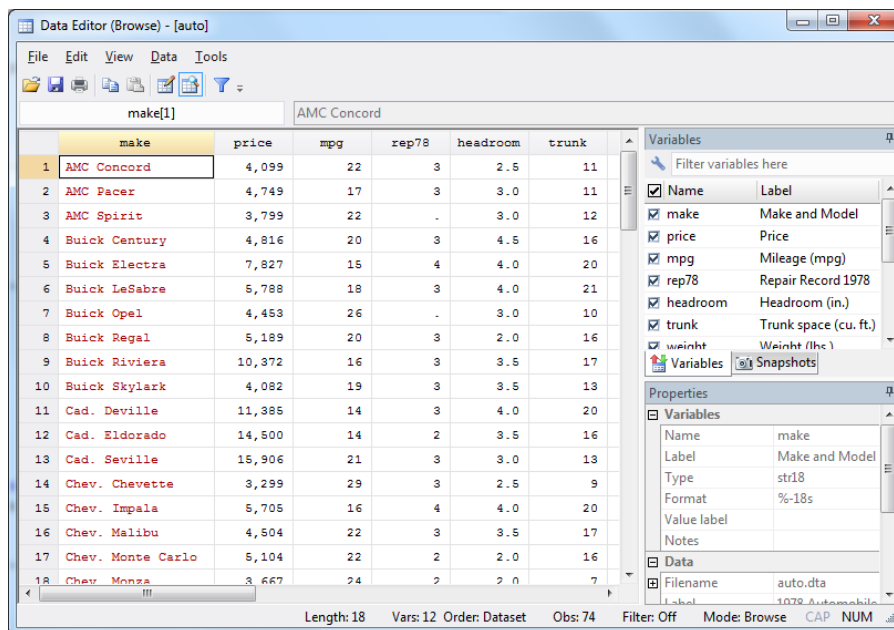 Data Editor (Browse) - [auto]
File Edit View Data Tools
make[1] AMC Concord
make price mpg rep78 headroom trunk
1 AMC Concord 4,099 22 3 2.5 11
2 AMC Pacer 4,749 17 3 3.0 11
3 AMC Spirit 3,799 22 . 3.0 12
4 Buick Century 4,816 20 3 4.5 16
5 Buick Electra 7,827 15 4 4.0 20
6 Buick LeSabre 5,788 18 3 4.0 21
7 Buick Opel 4,453 26 . 3.0 10
8 Buick Regal 5,189 20 3 2.0 16
9 Buick Riviera 10,372 16 3 3.5 17
10 Buick Skylark 4,082 19 3 3.5 13
11 Cad. Deville 11,385 14 3 4.0 20
12 Cad. Eldorado 14,500 14 2 3.5 16
13 Cad. Seville 15,906 21 3 3.0 13
14 Chev. Chevette 3,299 29 3 2.5 9
15 Chev. Impala 5,705 16 4 4.0 20
16 Chev. Malibu 4,504 22 3 3.5 17
17 Chev. Monte Carlo 5,104 22 2 2.0 16
18 Chev. Monza 3,667 24 2 2.0 7
Variables
Filter variables here
Name Label
make Make and Model
price Price
mpg Mileage (mpg)
rep78 Repair Record 1978
headroom Headroom (in.)
trunk Trunk space (cu. ft.)
weight Weight (lbs.)
Variables Snapshots
Properties
Variables
Name make
Label Make and Model
Type str18
Format %-18s
Value label
Notes
Data
Filename auto.dta
Label 1978 Automobile
Length: 18 Vars: 12 Order: Dataset Obs: 74 Filter: Off Mode: Browse CAP NUM